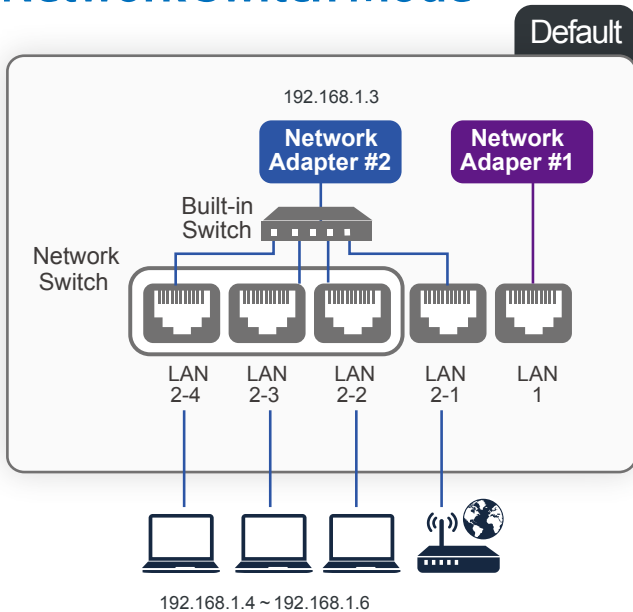 Default
192.168.1.3
Network
Adapter #2
Network
Adaper #1
Built-in
Switch
Network
Switch
LAN
2-4
LAN
2-3
LAN
2-2
LAN
2-1
LAN
1
192.168.1.4 ~ 192.168.1.6